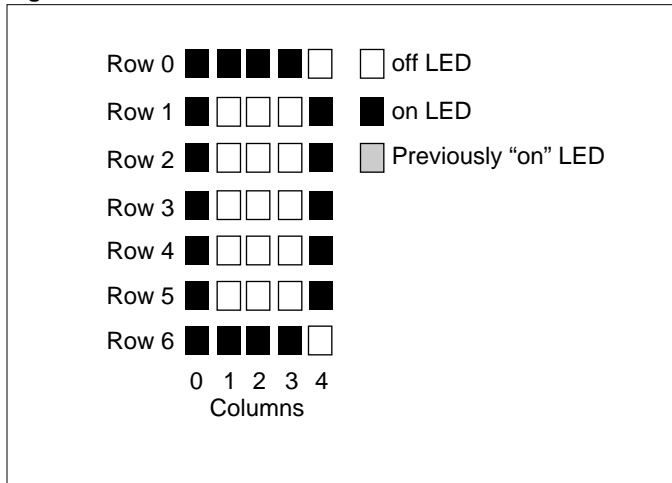 Row 0
off LED
Row 1
on LED
Row 2
Previously “on” LED
Row 3
Row 4
Row 5
Row 6
0 1 2 3 4
Columns